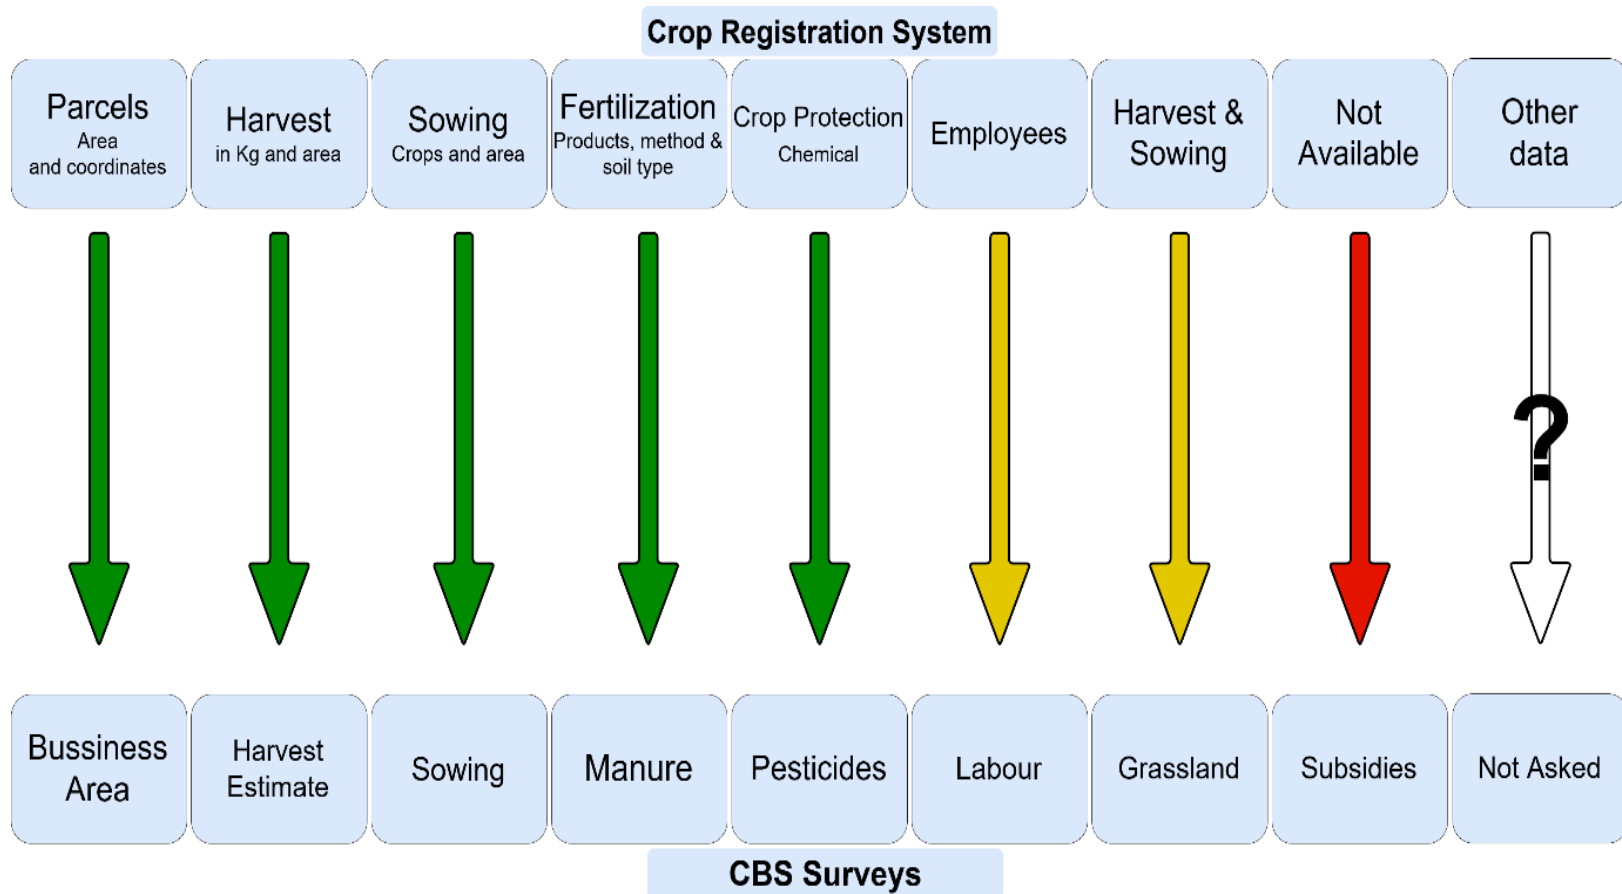 Crop Registration System
Parcels
Area
and coordinates
Harvest
in Kg and area
Sowing
Crops and area
Fertilization
Products, method &
soil type
Crop Protection
Chemical
Employees
Harvest &
Sowing
Not
Available
Other
data
?
Bussiness
Area
Harvest
Estimate
Sowing
Manure
Pesticides
Labour
Grassland
Subsidies
Not Asked
CBS Surveys